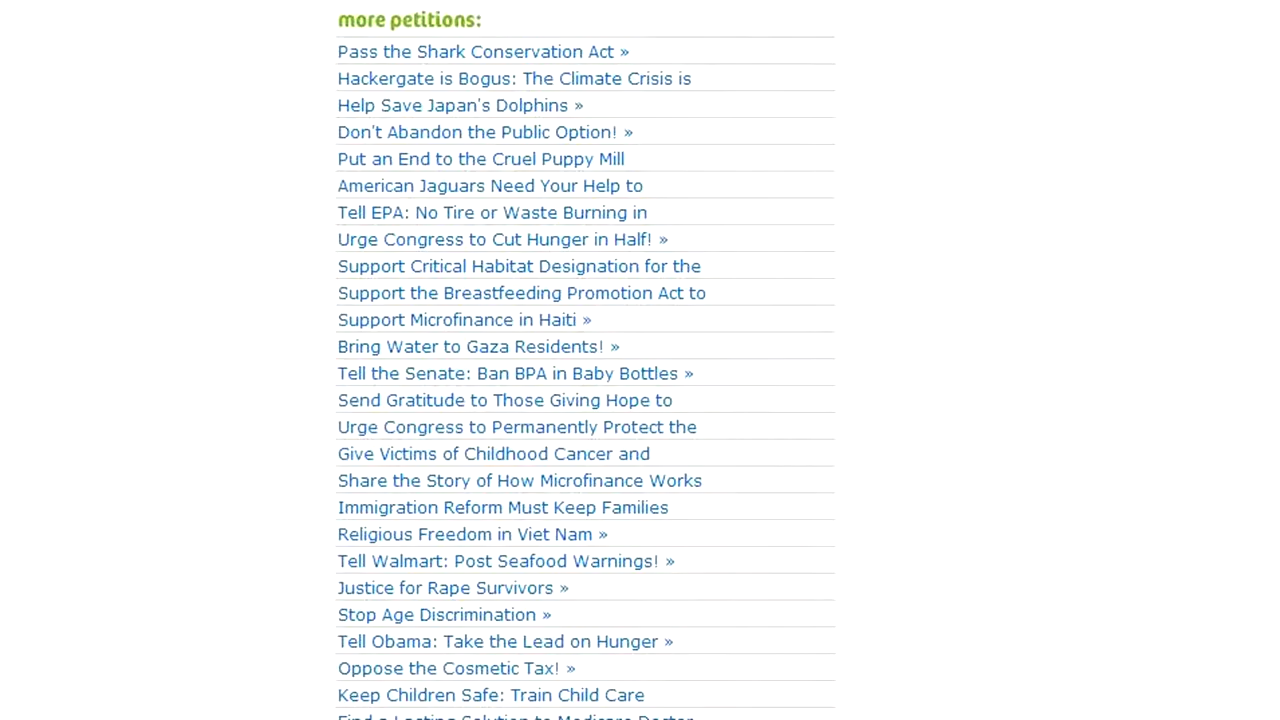 more petitions:
Pass the Shark Conservation Act »
Hackergate is Bogus: The Climate Crisis is
Help Save Japan's Dolphins »
Don't Abandon the Public Option! »
Put an End to the Cruel Puppy Mill
American Jaguars Need Your Help to
Tell EPA: No Tire or Waste Burning in
Urge Congress to Cut Hunger in Half! »
Support Critical Habitat Designation for the
Support the Breastfeeding Promotion Act to
Support Microfinance in Haiti »
Bring Water to Gaza Residents! »
Tell the Senate: Ban BPA in Baby Bottles »
Send Gratitude to Those Giving Hope to
Urge Congress to Permanently Protect the
Give Victims of Childhood Cancer and
Share the Story of How Microfinance Works
Immigration Reform Must Keep Families
Religious Freedom in Viet Nam »
Tell Walmart: Post Seafood Warnings! »
Justice for Rape Survivors »
Stop Age Discrimination »
Tell Obama: Take the Lead on Hunger »
Oppose the Cosmetic Tax! »
Keep Children Safe: Train Child Care
Find a Lasting Solution to Medicare Doctor